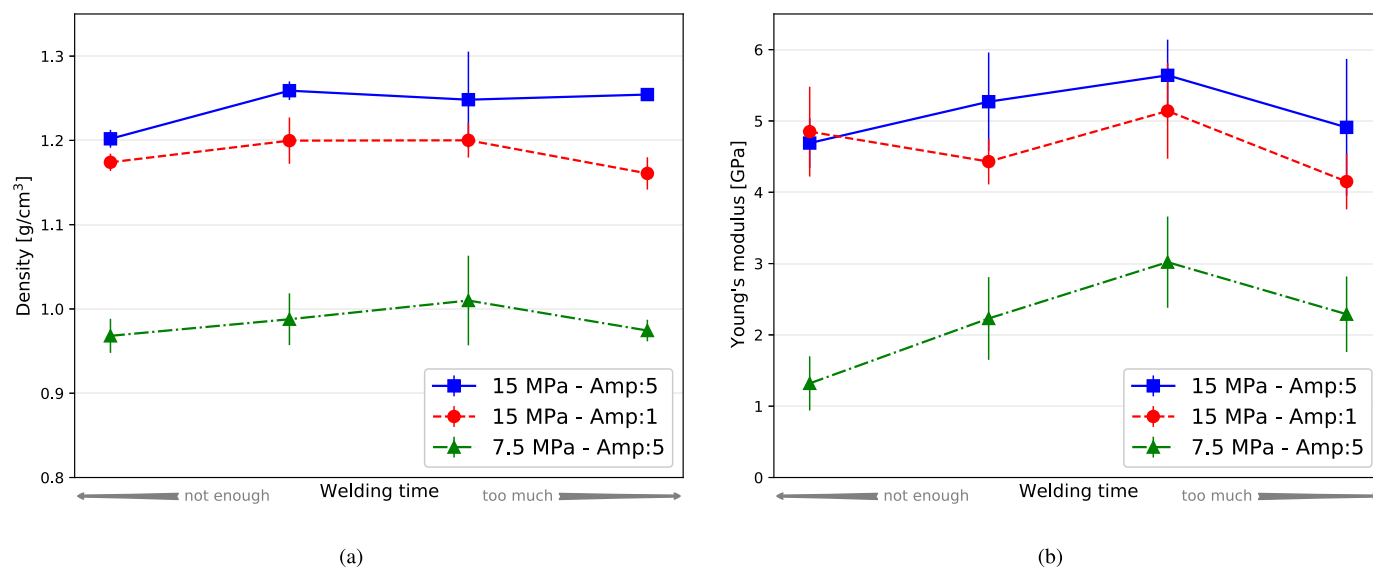 1.3
1.2
1.1
1.0
0.9
0.8
Density [g/cm³]
15 MPa - Amp:5
15 MPa - Amp:1
7.5 MPa - Amp:5
not enough
Welding time
too much
(a)
6
5
4
3
2
1
0
Young's modulus [GPa]
15 MPa - Amp:5
15 MPa - Amp:1
7.5 MPa - Amp:5
not enough
Welding time
too much
(b)